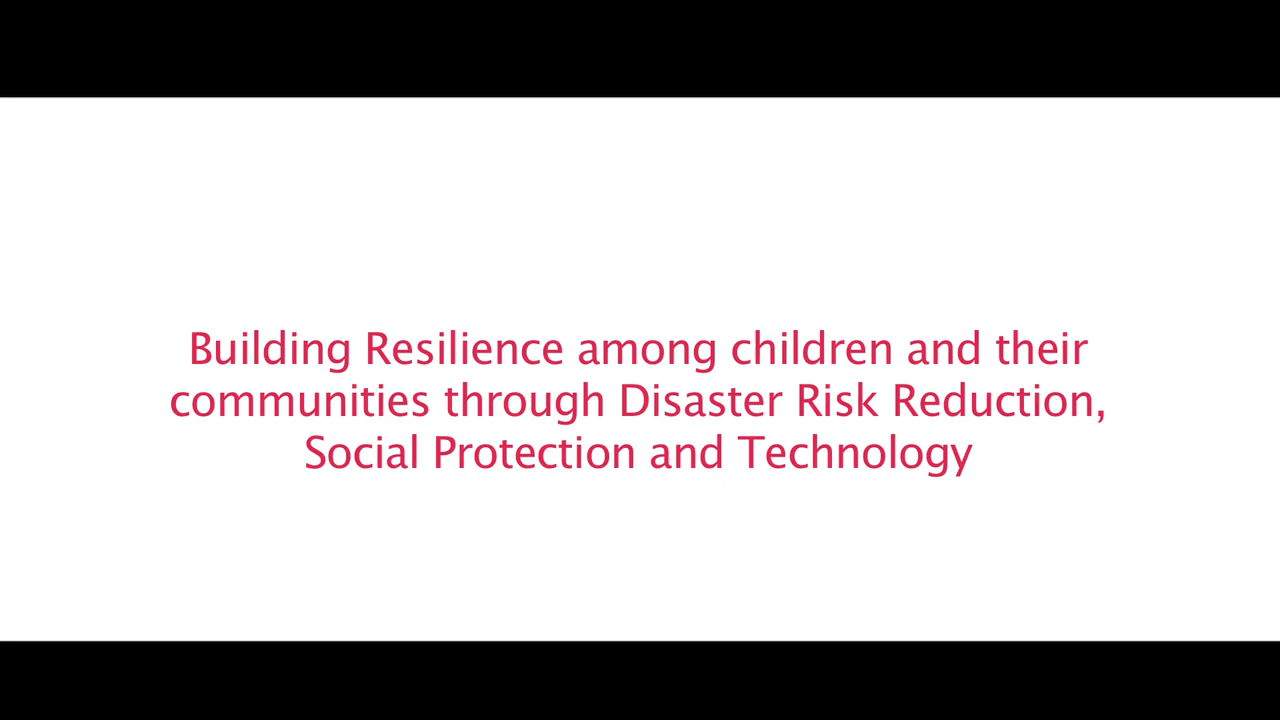 Building Resilience among children and their
communities through Disaster Risk Reduction,
Social Protection and Technology